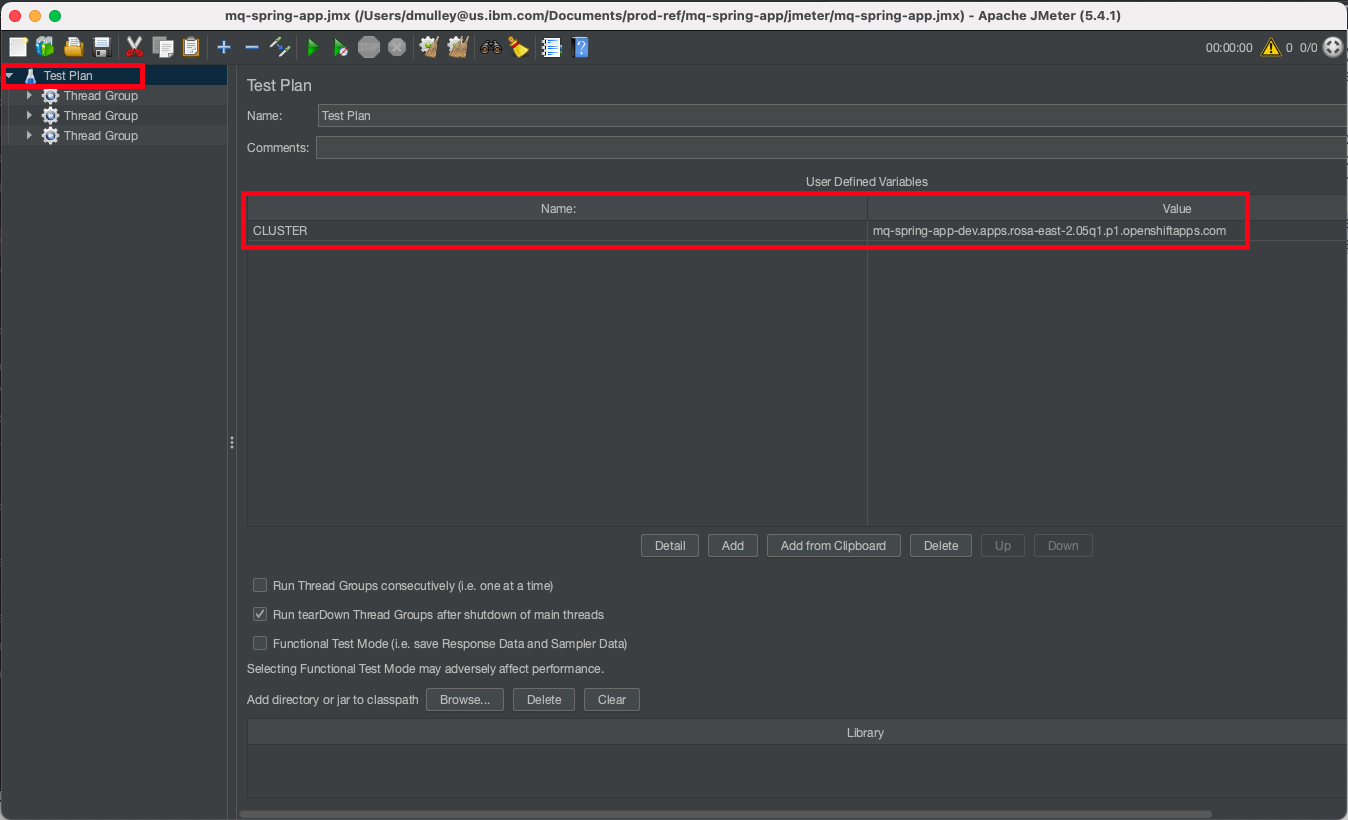 mq-spring-app.jmx (/Users/dmulley@us.ibm.com/Documents/prod-ref/mq-spring-app/jmeter/mq-spring-app.jmx) - Apache JMeter (5.4.1)
STOP
?
00:00:00 0 0/0
Test Plan
Thread Group
Thread Group
Thread Group
Test Plan
Name: Test Plan
Comments:
User Defined Variables
Name: Value
CLUSTER mq-spring-app-dev.apps.rosa-east-2.05q1.p1.openshiftapps.com
Detail Add Add from Clipboard Delete Up Down
Run Thread Groups consecutively (i.e. one at a time)
Run tearDown Thread Groups after shutdown of main threads
Functional Test Mode (i.e. save Response Data and Sampler Data)
Selecting Functional Test Mode may adversely affect performance.
Add directory or jar to classpath Browse... Delete Clear
Library